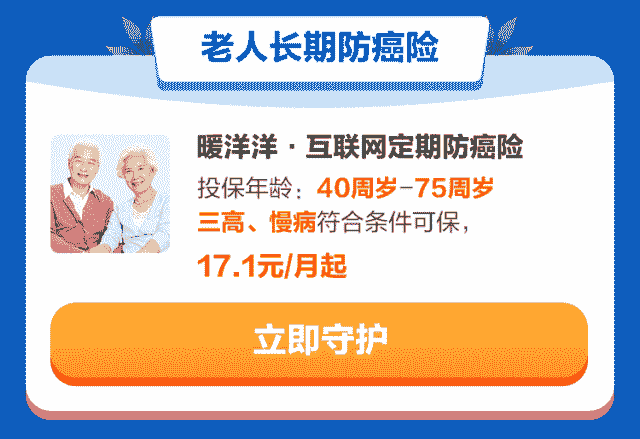 老人长期防癌险
暖洋洋·互联网定期防癌险
投保年龄：40周岁-75周岁
三高、慢病符合条件可保，
17.1元/月起
立即守护